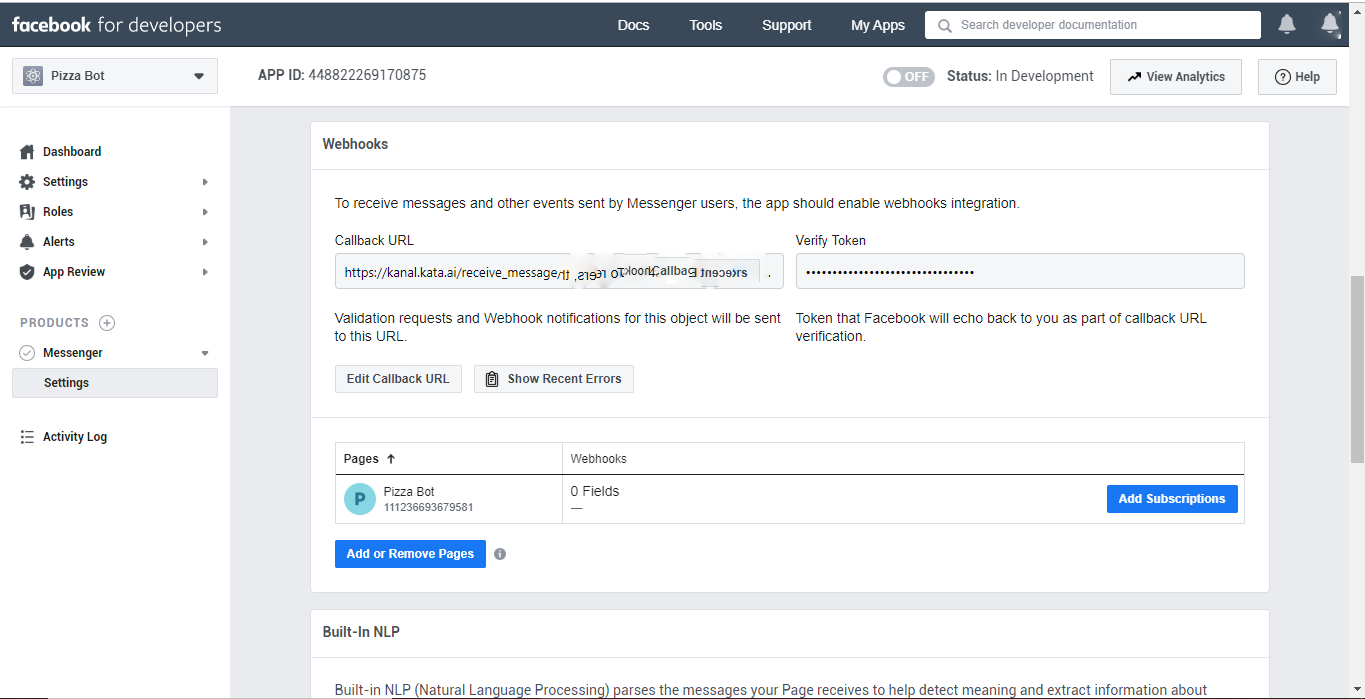 facebook for developers
Docs
Tools
Support
My Apps
Search developer documentation
Pizza Bot
APP ID: 448822269170875
OFF
Status: In Development
View Analytics
Help
Dashboard
Settings
Roles
Alerts
App Review
PRODUCTS
Messenger
Settings
Activity Log
Webhooks
To receive messages and other events sent by Messenger users, the app should enable webhooks integration.
Callback URL
https://kanal.kata.ai/receive_message/
Verify Token
•••••••••••••••••••••••••••••••
Validation requests and Webhook notifications for this object will be sent
to this URL.
Token that Facebook will echo back to you as part of callback URL
verification.
Edit Callback URL
Show Recent Errors
Pages ↑
Webhooks
P
Pizza Bot
111236693679581
0 Fields
—
Add Subscriptions
Add or Remove Pages
Built-In NLP
Built-in NLP (Natural Language Processing) parses the messages your Page receives to help detect meaning and extract information about